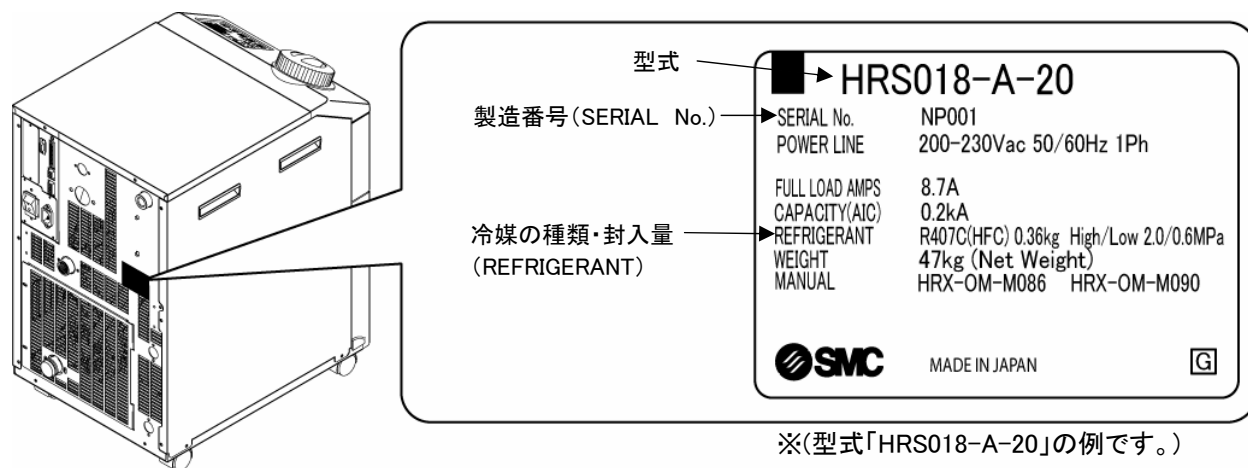 型式
HRS018-A-20
製造番号(SERIAL No.)
SERIAL No. NP001
POWER LINE 200-230Vac 50/60Hz 1Ph
FULL LOAD AMPS 8.7A
CAPACITY(AIC) 0.2kA
冷媒の種類・封入量
(REFRIGERANT)
REFRIGERANT R407C(HFC) 0.36kg High/Low 2.0/0.6MPa
WEIGHT 47kg (Net Weight)
MANUAL HRX-OM-M086 HRX-OM-M090
SMC MADE IN JAPAN G
※(型式「HRS018-A-20」の例です。)